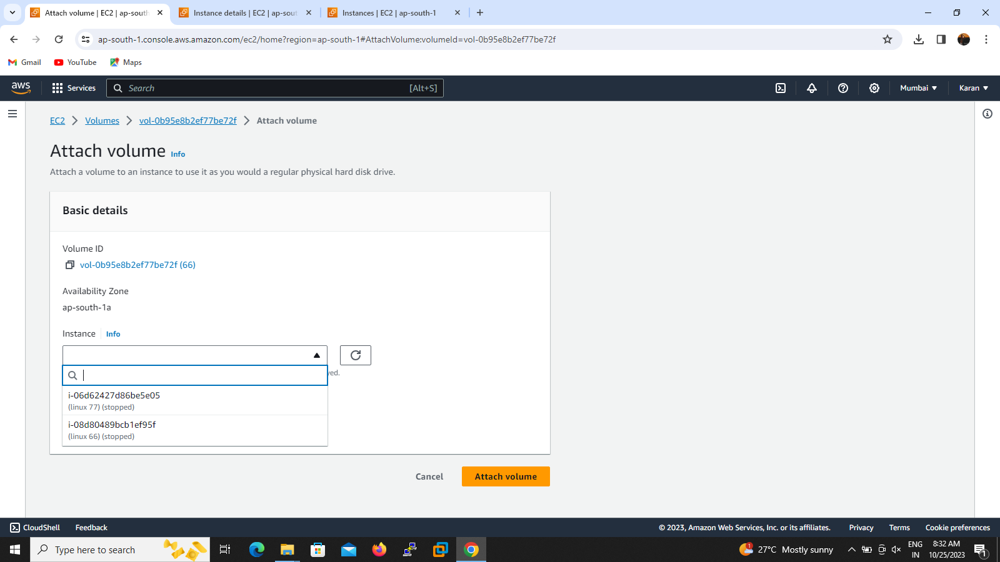 Attach volume | EC2 | ap-south
Instance details | EC2 | ap-sout
Instances | EC2 | ap-south-1
ap-south-1.console.aws.amazon.com/ec2/home?region=ap-south-1#AttachVolume:volumeId=vol-0b95e8b2ef77be72f
Gmail
YouTube
Maps
aws
Services
Search
[Alt+S]
Mumbai
Karan
EC2
Volumes
vol-0b95e8b2ef77be72f
Attach volume
Attach volume
Info
Attach a volume to an instance to use it as you would a regular physical hard disk drive.
Basic details
Volume ID
vol-0b95e8b2ef77be72f (66)
Availability Zone
ap-south-1a
Instance
Info
ved.
i-06d62427d86be5e05
(linux 77) (stopped)
i-08d80489bcb1ef95f
(linux 66) (stopped)
Cancel
Attach volume
CloudShell
Feedback
© 2023, Amazon Web Services, Inc. or its affiliates.
Privacy
Terms
Cookie preferences
Type here to search
1
27°C Mostly sunny
ENG
IN
8:32 AM
10/25/2023
1